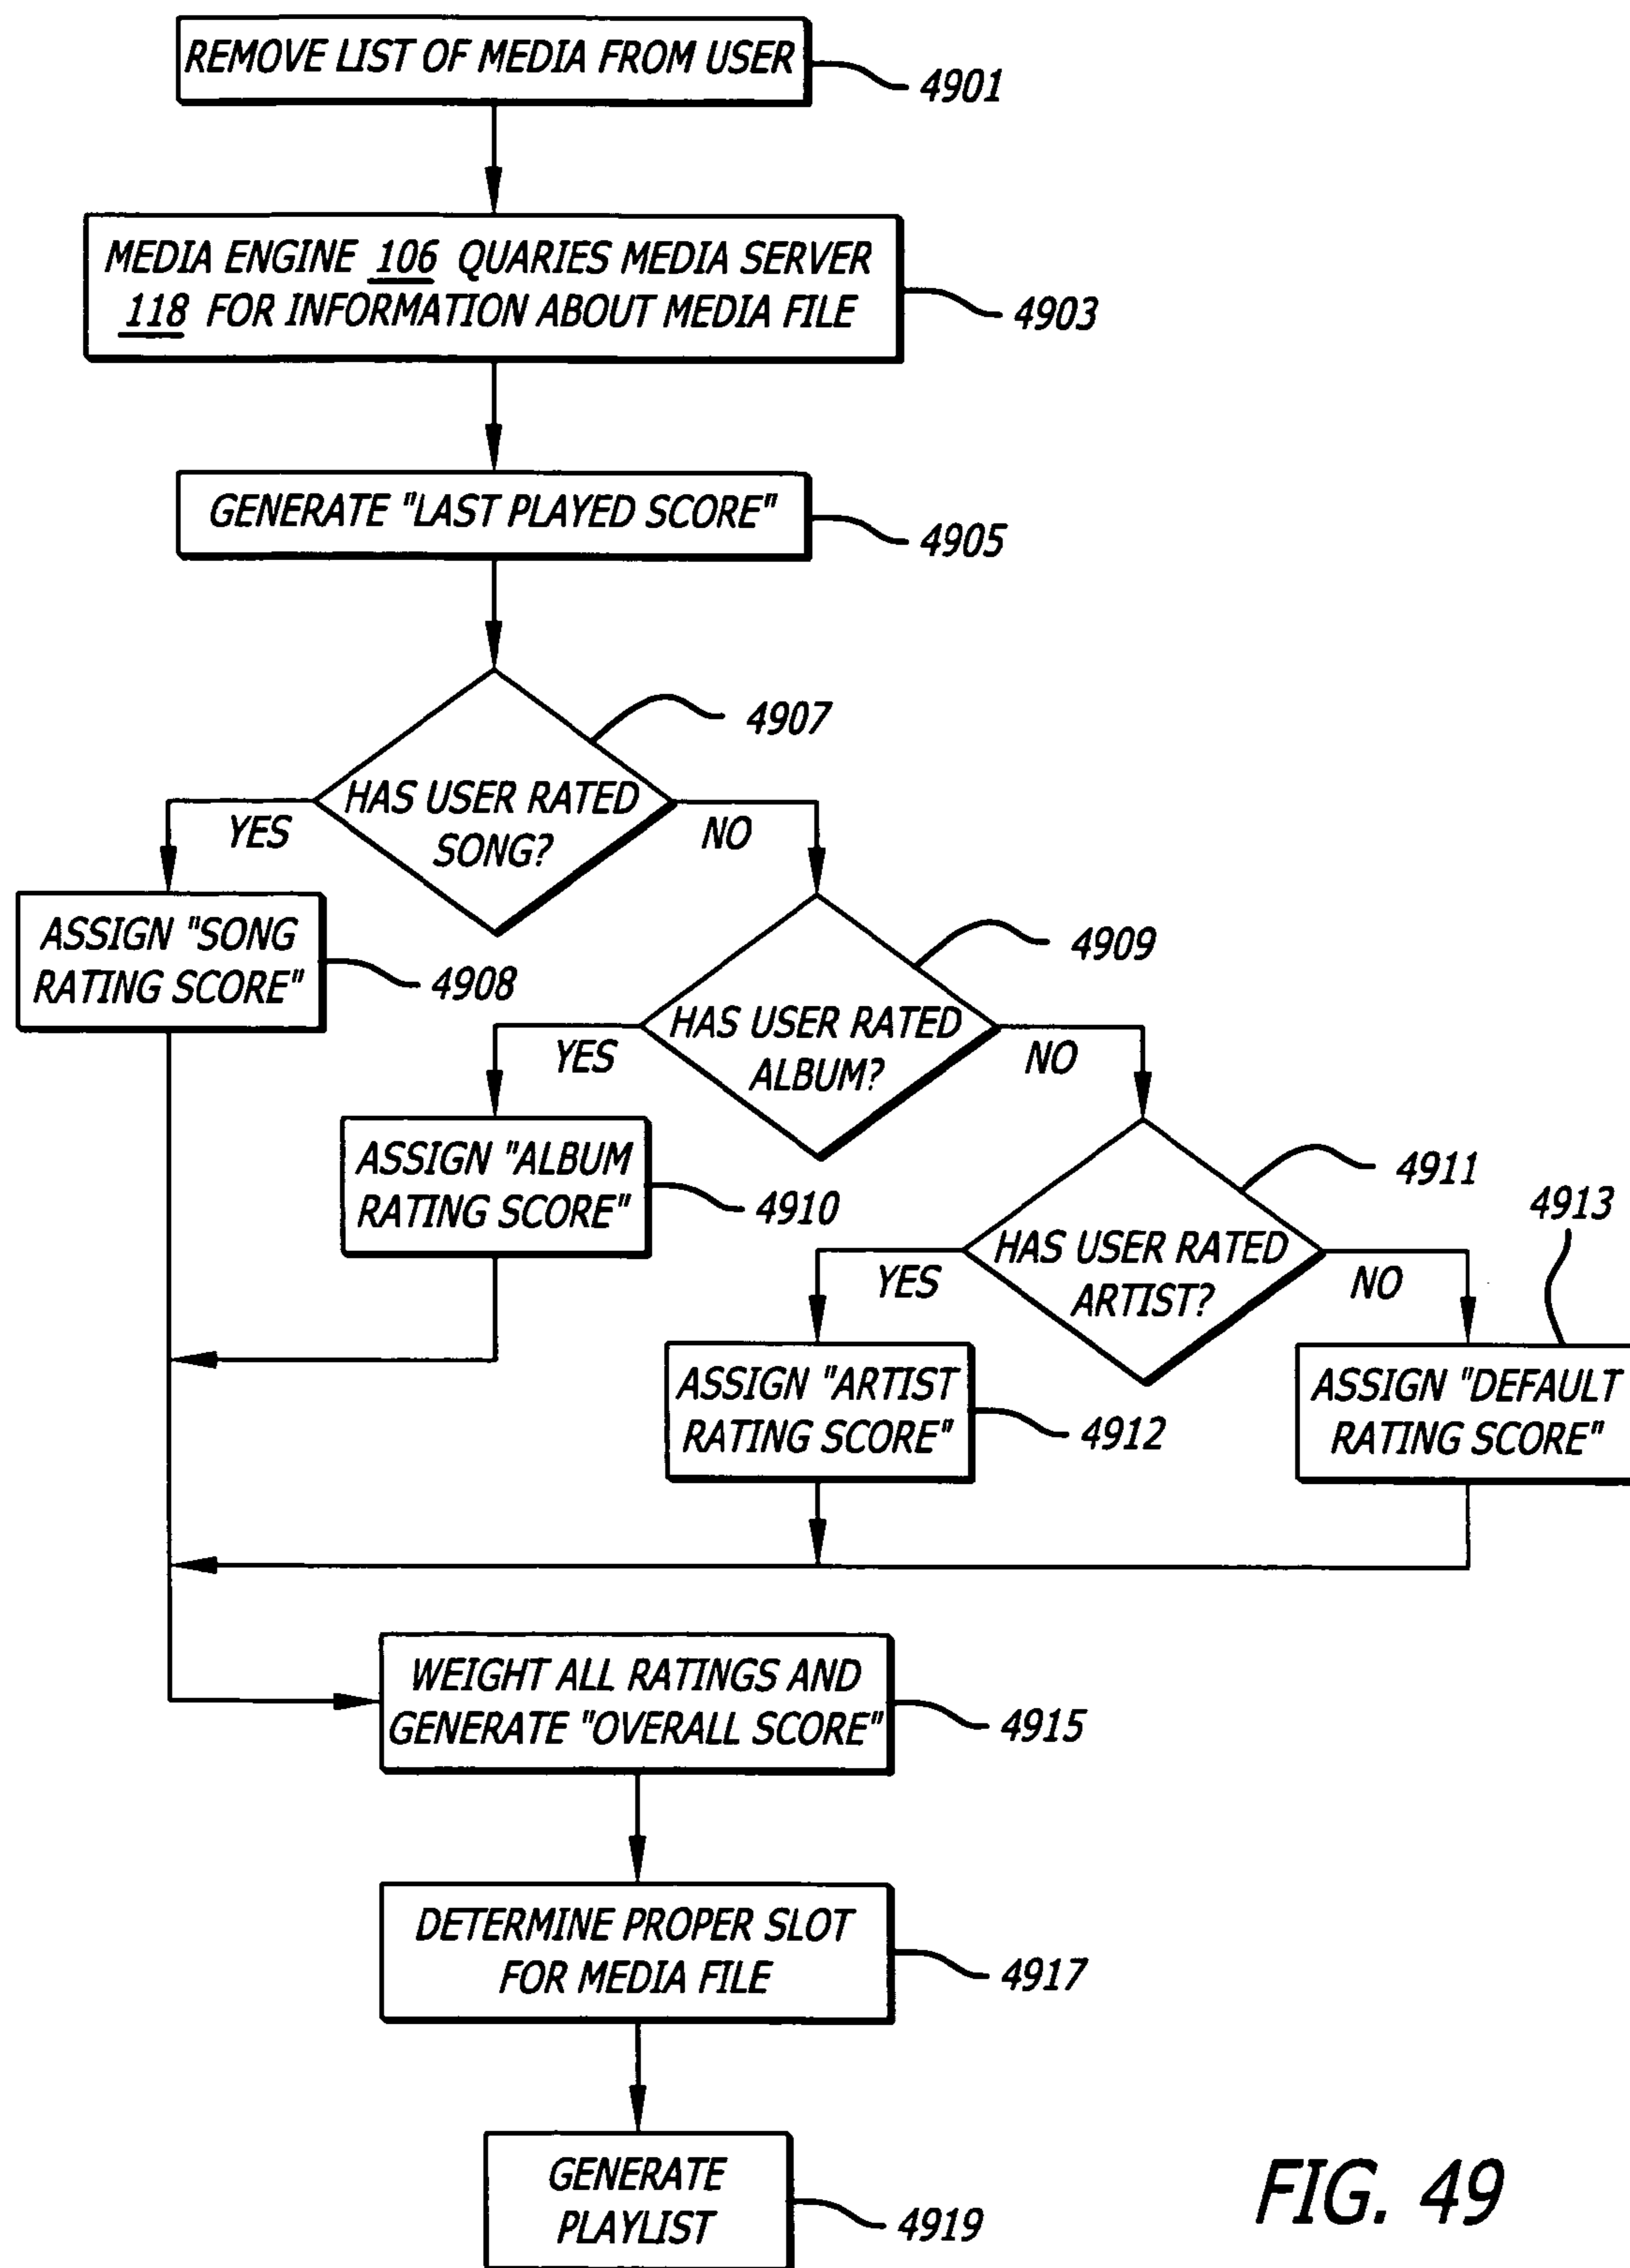 REMOVE LIST OF MEDIA FROM USER
4901
MEDIA ENGINE 106 QUARIES MEDIA SERVER
118 FOR INFORMATION ABOUT MEDIA FILE
4903
GENERATE "LAST PLAYED SCORE"
4905
4907
HAS USER RATED
SONG?
YES
NO
ASSIGN "SONG
RATING SCORE"
4908
4909
HAS USER RATED
ALBUM?
YES
NO
ASSIGN "ALBUM
RATING SCORE"
4910
4911
HAS USER RATED
ARTIST?
YES
NO
4913
ASSIGN "ARTIST
RATING SCORE"
4912
ASSIGN "DEFAULT
RATING SCORE"
WEIGHT ALL RATINGS AND
GENERATE "OVERALL SCORE"
4915
DETERMINE PROPER SLOT
FOR MEDIA FILE
4917
GENERATE
PLAYLIST
4919
FIG. 49